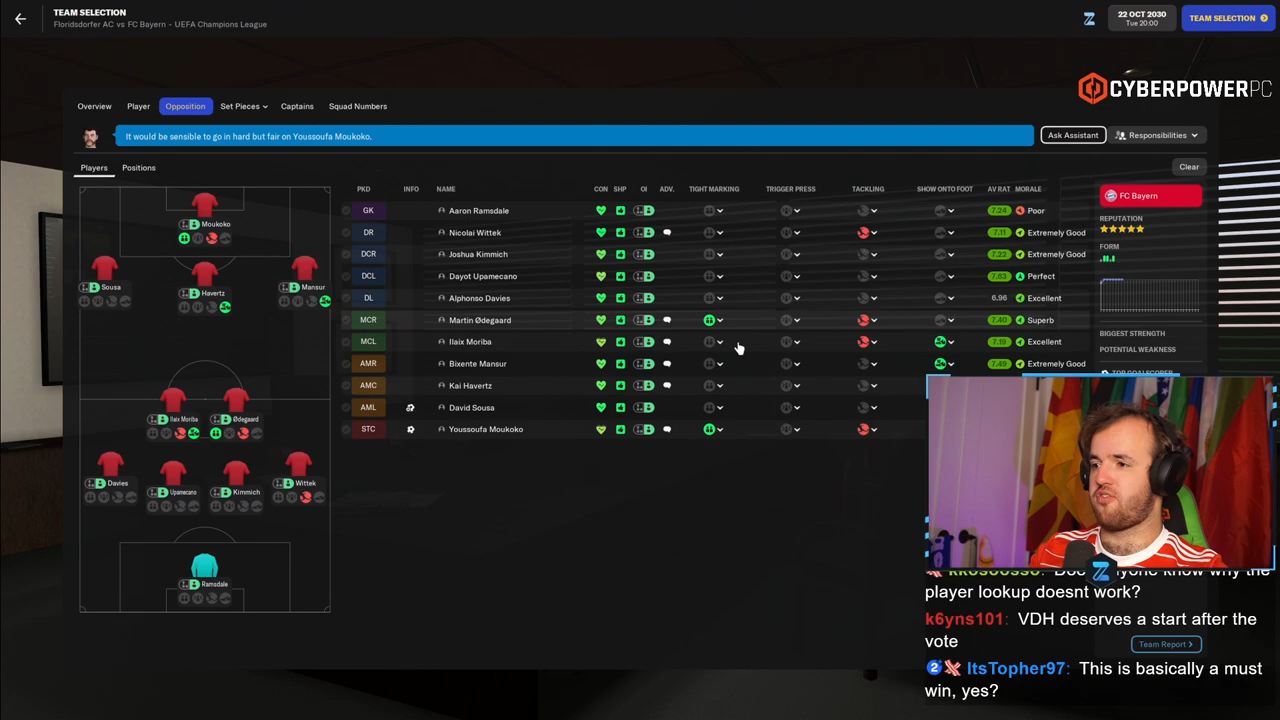 TEAM SELECTION
Floridsdorfer AC vs FC Bayern - UEFA Champions League
22 OCT 2030
Tue 20:00
TEAM SELECTION
CYBERPOWERPC
Overview Player Opposition Set Pieces Captains Squad Numbers
It would be sensible to go in hard but fair on Youssoufa Moukoko.
Ask Assistant
Responsibilities
Players Positions
Clear
PKD INFO NAME CON SHP OI ADV. TIGHT MARKING TRIGGER PRESS TACKLING SHOW ONTO FOOT AV RAT MORALE
GK Aaron Ramsdale 7.24 Poor
DR Nicolai Wittek 7.11 Extremely Good
DCR Joshua Kimmich 7.22 Extremely Good
DCL Dayot Upamecano 7.63 Perfect
DL Alphonso Davies 6.96 Excellent
MCR Martin Ødegaard 7.40 Superb
MCL Ilaix Moriba 7.19 Excellent
AMR Bixente Mansur 7.49 Extremely Good
AMC Kai Havertz
AML David Sousa
STC Youssoufa Moukoko
FC Bayern
REPUTATION
FORM
BIGGEST STRENGTH
POTENTIAL WEAKNESS
Moukoko
Sousa
Havertz
Mansur
Ilaix Moriba
Ødegaard
Davies
Upamecano
Kimmich
Wittek
Ramsdale
player lookup doesnt work?
k6yns101: VDH deserves a start after the
vote
Team Report
2 ItsTopher97: This is basically a must
win, yes?